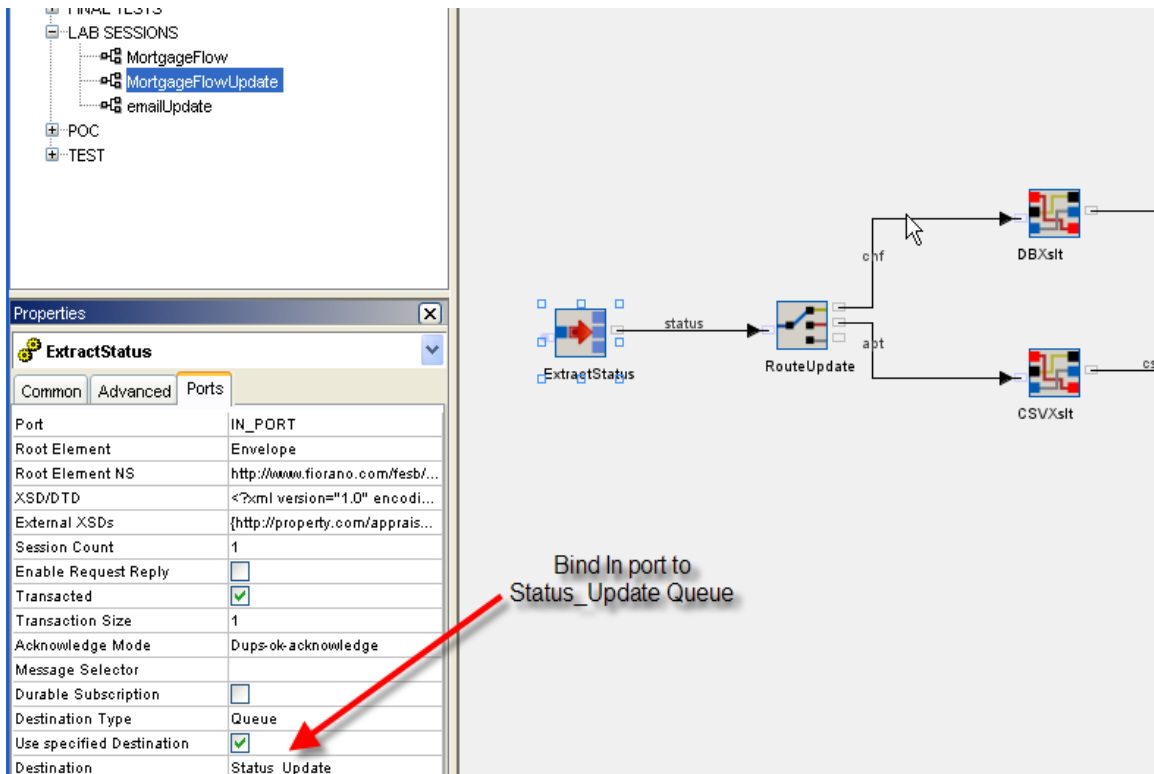 FINAL TESTS
LAB SESSIONS
MortgageFlow
MortgageFlowUpdate
emailUpdate
POC
TEST
Properties
ExtractStatus
Common Advanced Ports
Port IN_PORT
Root Element Envelope
Root Element NS http://www.fiorano.com/fesb/...
XSD/DTD <?xml version="1.0" encodi...
External XSDs {http://property.com/apprais...
Session Count 1
Enable Request Reply
Transacted
Transaction Size 1
Acknowledge Mode Dups-ok-acknowledge
Message Selector
Durable Subscription
Destination Type Queue
Use specified Destination
Destination Status_Update
ExtractStatus
status
RouteUpdate
apt
DBXslt
CSVXslt
cs
Bind In port to
Status_Update Queue